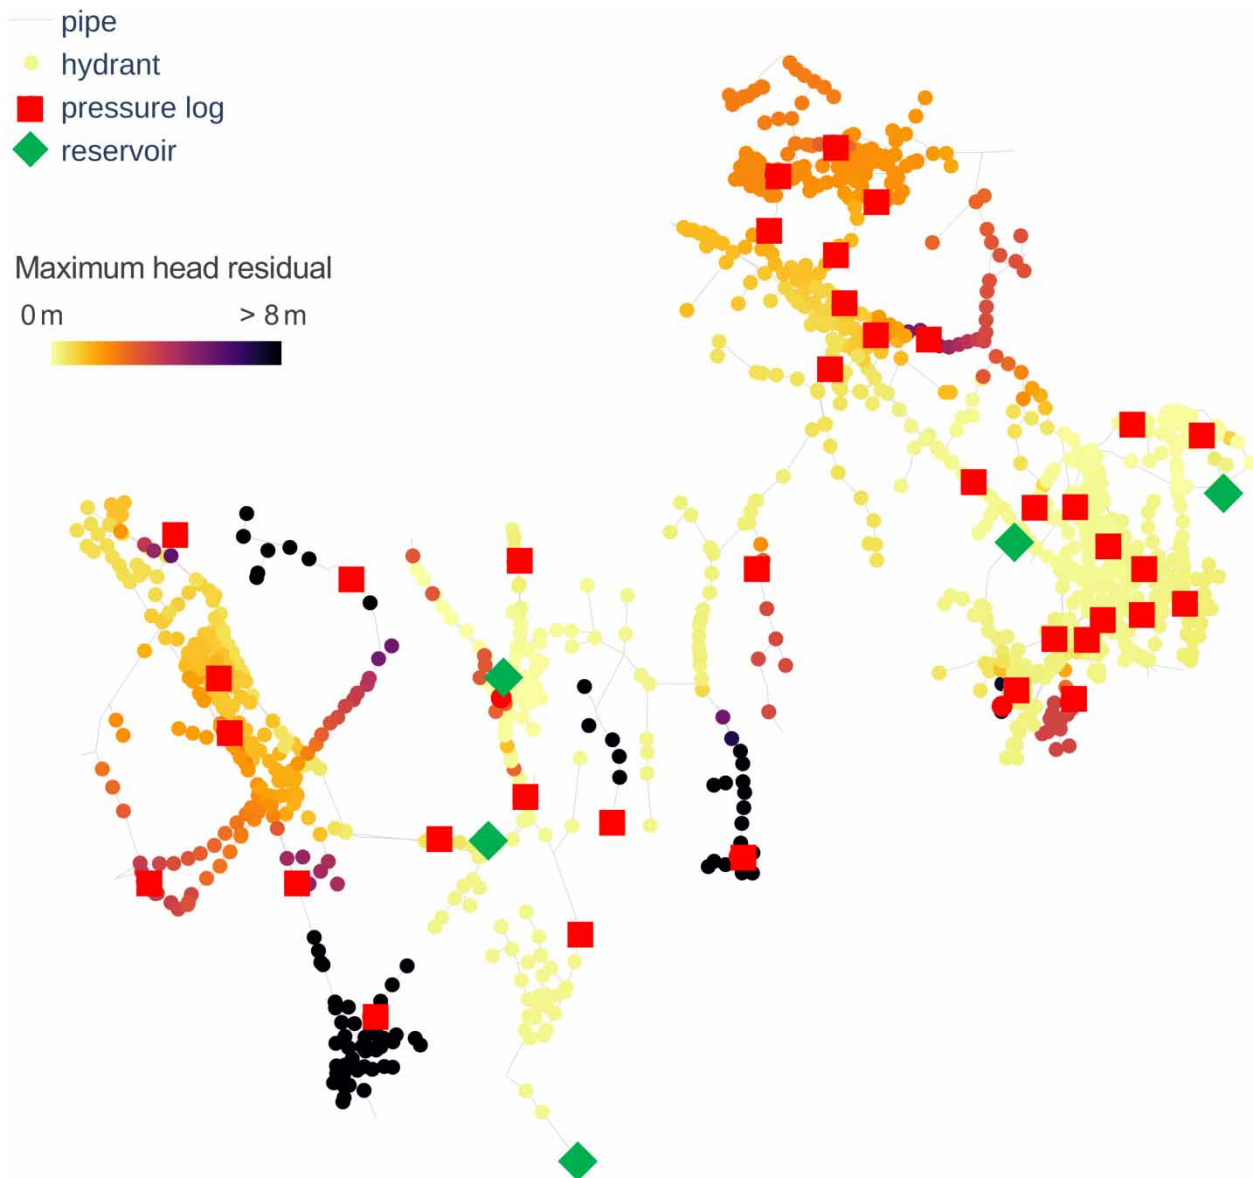 pipe
hydrant
pressure log
reservoir
Maximum head residual
0 m > 8 m